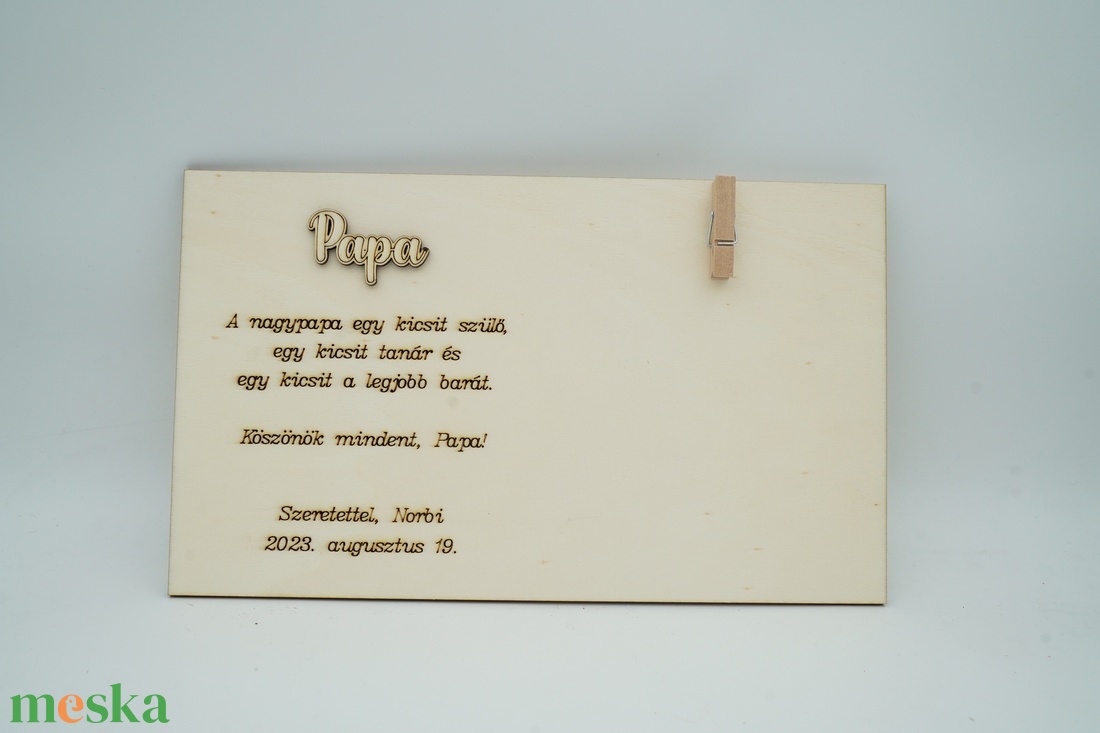 Papa
A nagypapa egy kicsit szülő,
egy kicsit tanár és
egy kicsit a legjobb barát.
Köszönök mindent, Papa!
Szeretettel, Norbi
2023. augusztus 19.
meska